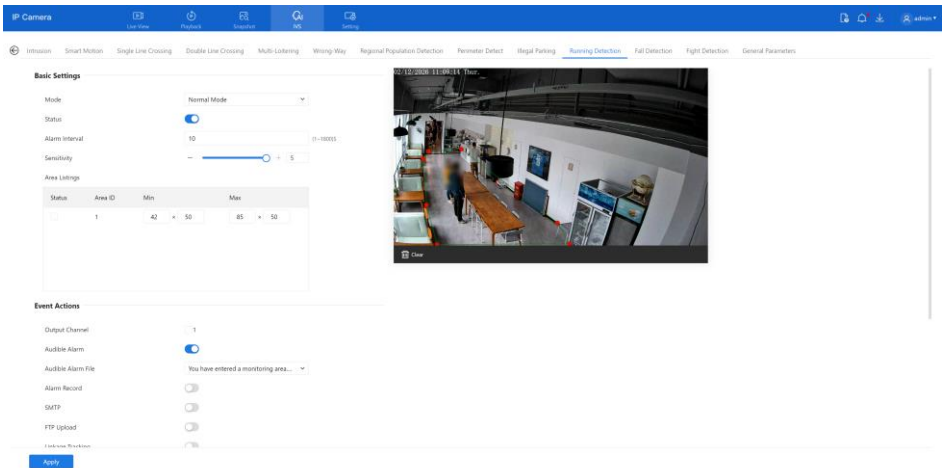 IP Camera
Live View
Playback
Snapshot
IVS
Setting
admin
Intrusion Smart Motion Single Line Crossing Double Line Crossing Multi-Loitering Wrong-Way Regional Population Detection Perimeter Detect Illegal Parking Running Detection Fall Detection Fight Detection General Parameters
Basic Settings
Mode Normal Mode
Status
Alarm Interval 10 (1~1800)S
Sensitivity − + 5
Area Listings
Status Area ID Min Max
1 42 × 50 85 × 50
Clear
Event Actions
Output Channel 1
Audible Alarm
Audible Alarm File You have entered a monitoring area...
Alarm Record
SMTP
FTP Upload
Linkage Tracking
Apply